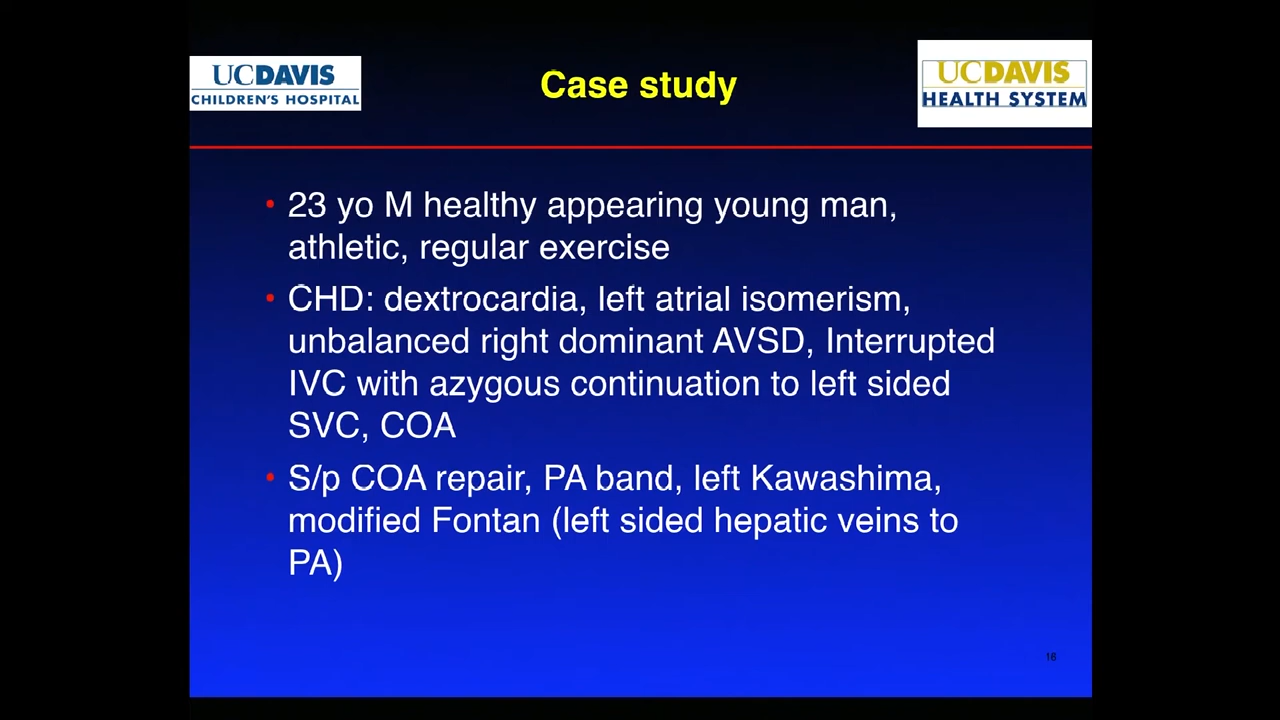 UCDAVIS
CHILDREN'S HOSPITAL
Case study
UCDAVIS
HEALTH SYSTEM
• 23 yo M healthy appearing young man,
athletic, regular exercise
• CHD: dextrocardia, left atrial isomerism,
unbalanced right dominant AVSD, Interrupted
IVC with azygous continuation to left sided
SVC, COA
• S/p COA repair, PA band, left Kawashima,
modified Fontan (left sided hepatic veins to
PA)
16